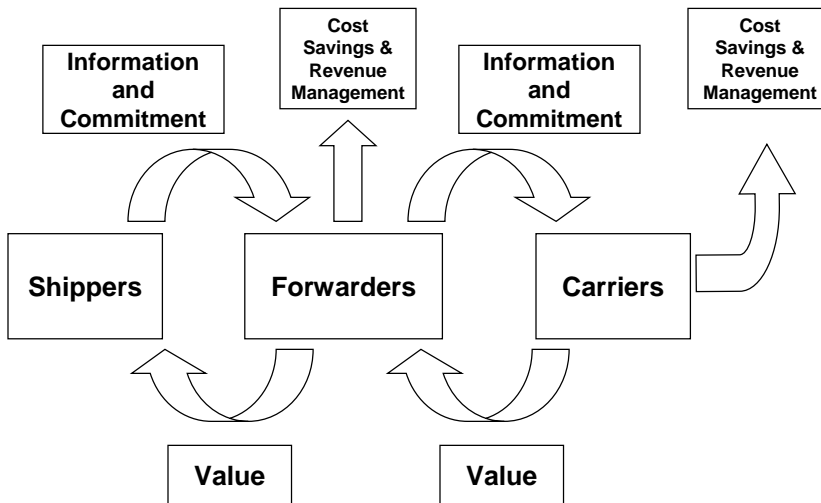 Information
and
Commitment
Cost
Savings &
Revenue
Management
Information
and
Commitment
Cost
Savings &
Revenue
Management
Shippers
Forwarders
Carriers
Value
Value